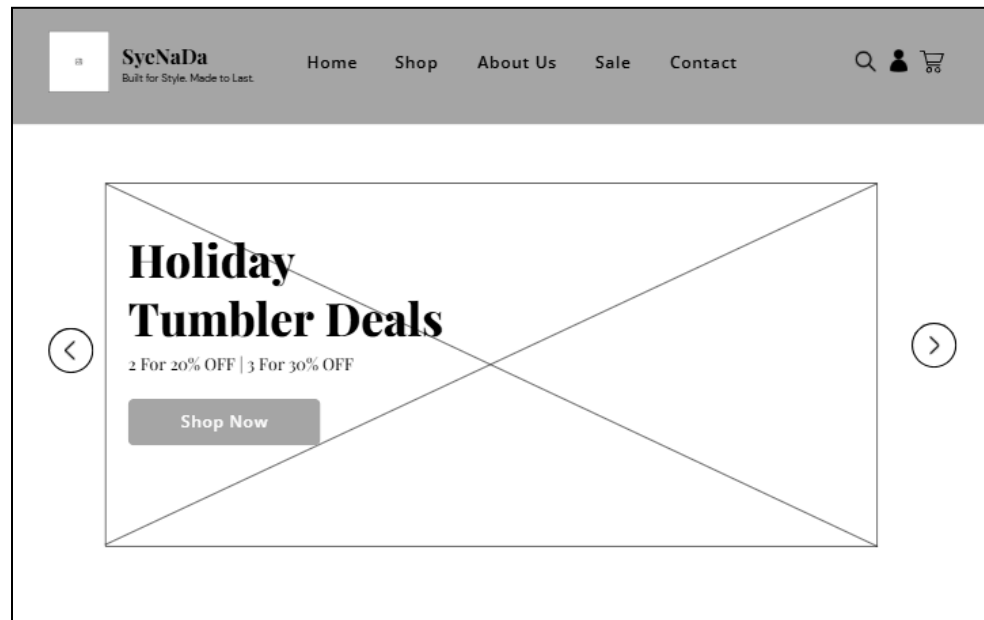 SycNaDa
Built for Style. Made to Last.
Home Shop About Us Sale Contact
Holiday
Tumbler Deals
2 For 20% OFF | 3 For 30% OFF
Shop Now